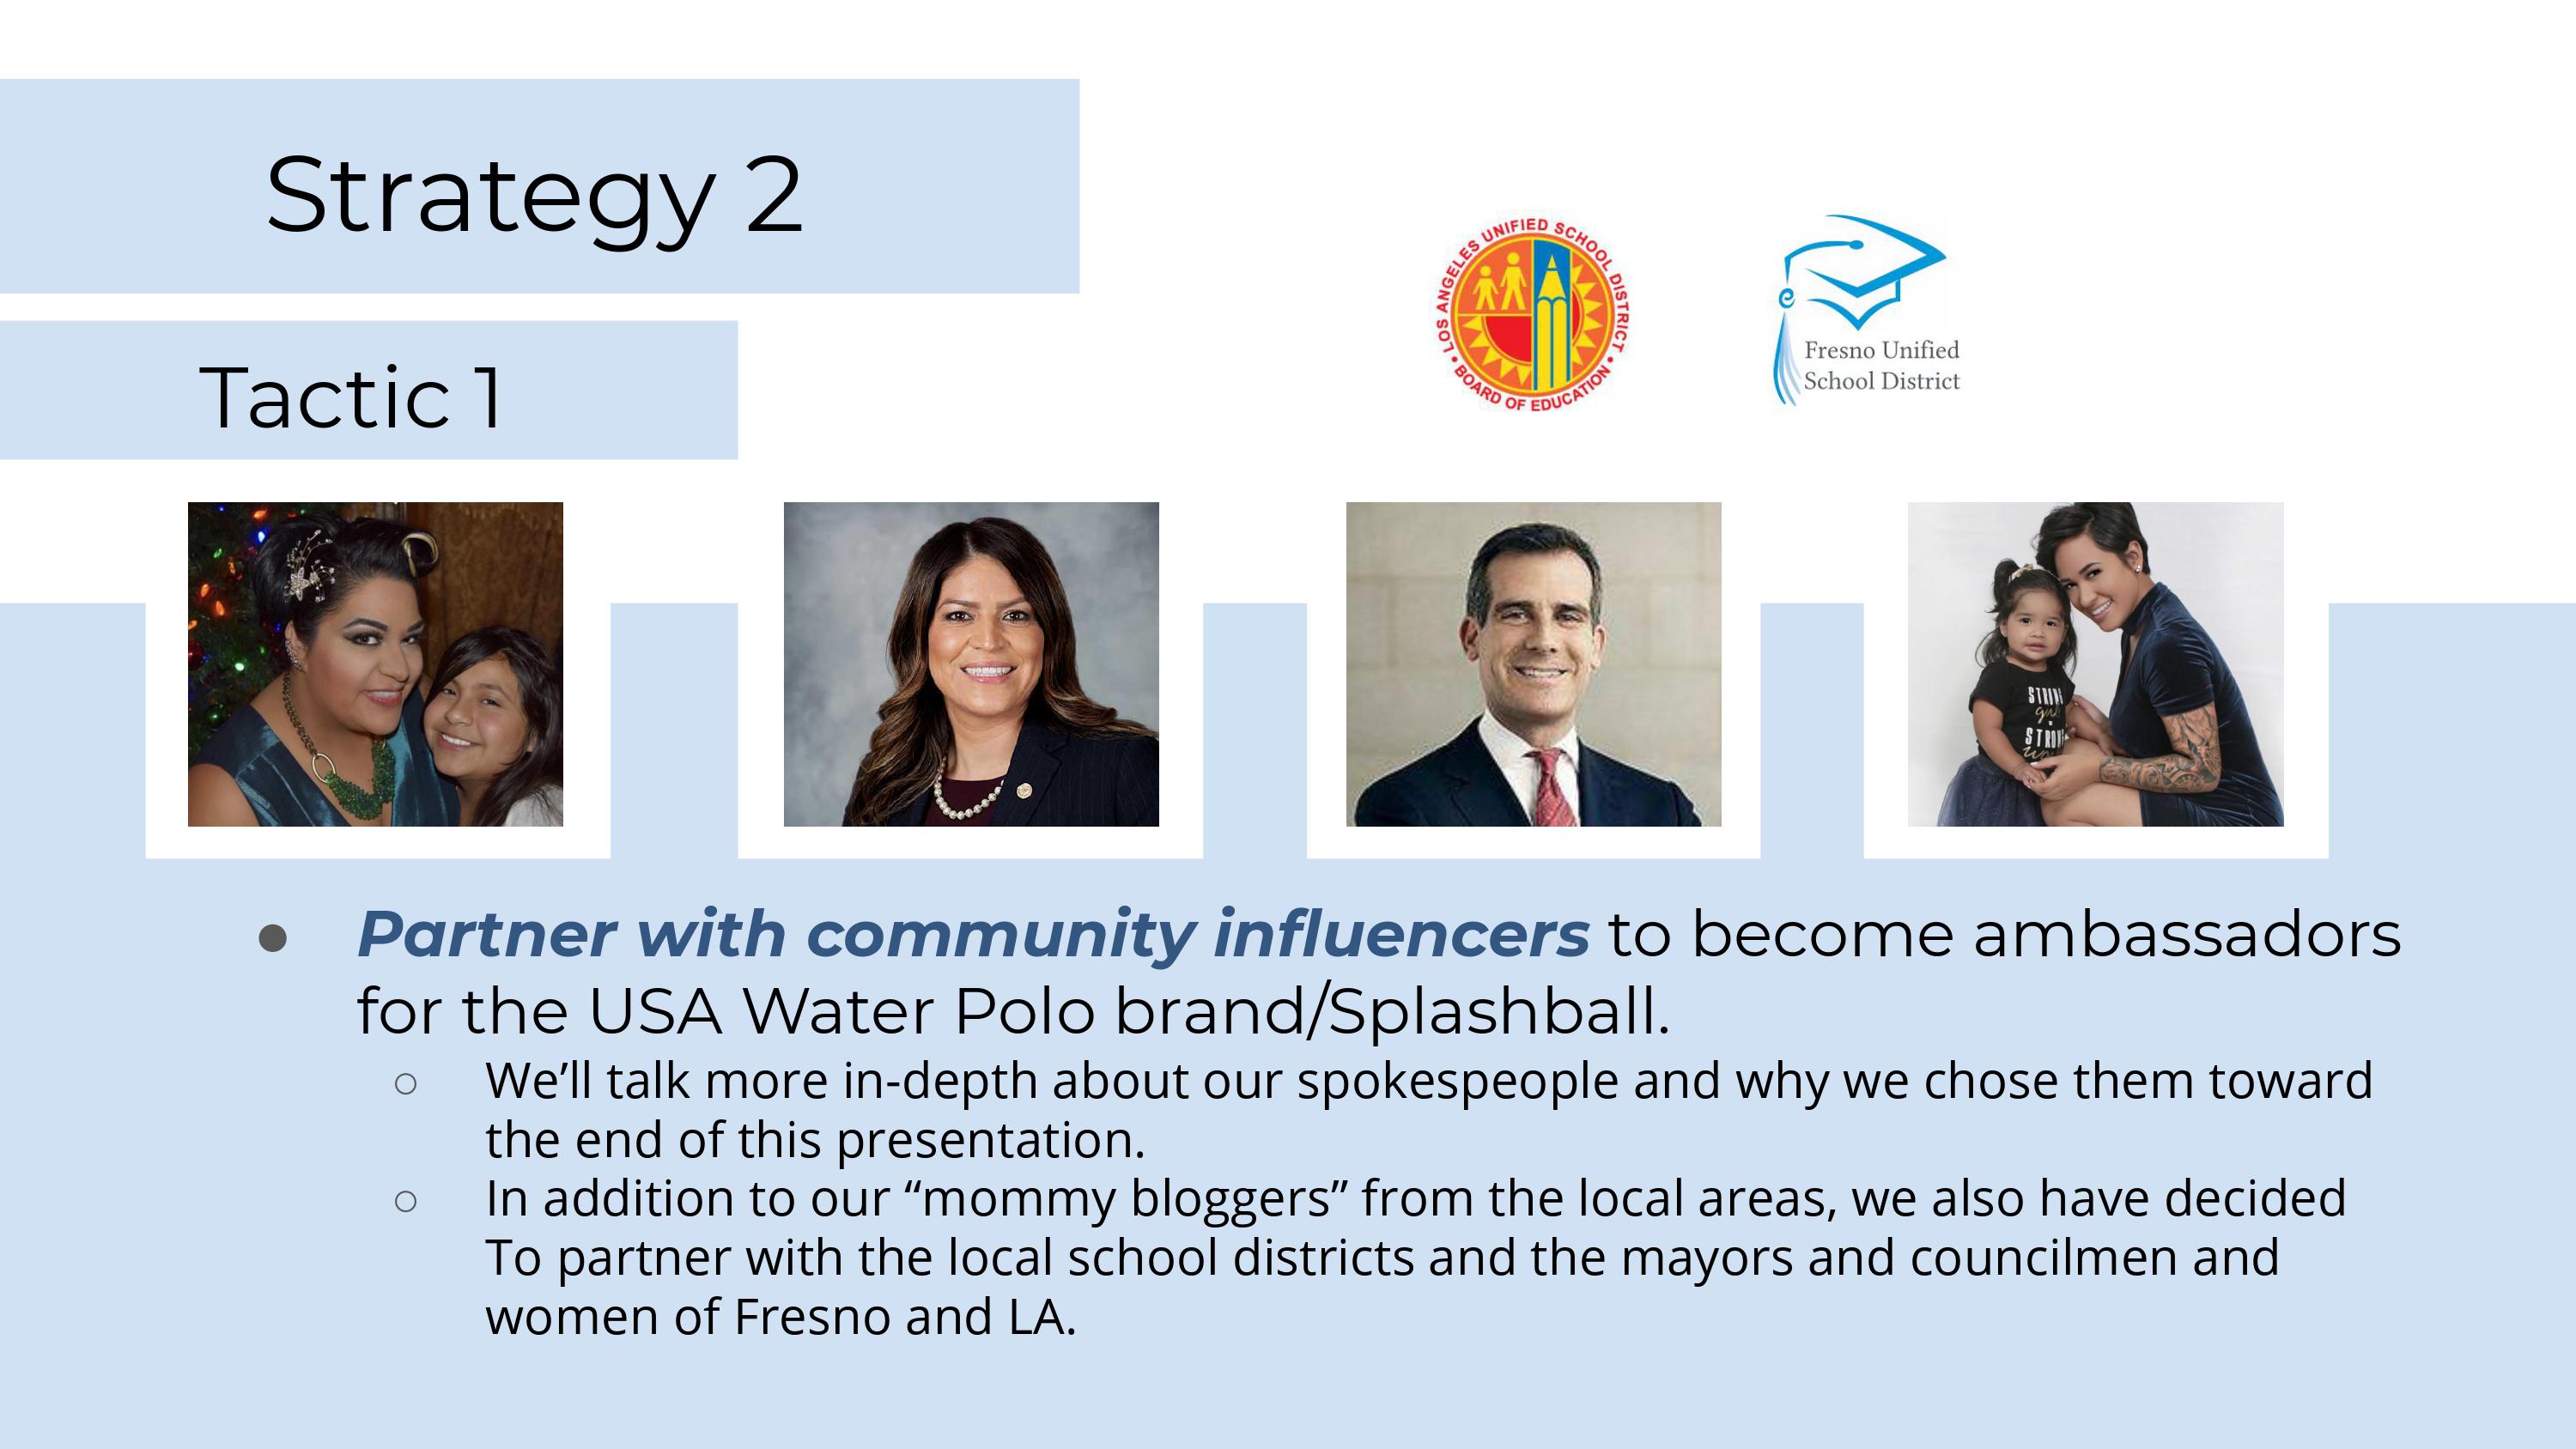 Strategy 2
Tactic 1
LOS ANGELES UNIFIED SCHOOL DISTRICT • BOARD OF EDUCATION •
Fresno Unified
School District
STRONG
STRONG
● Partner with community influencers to become ambassadors
for the USA Water Polo brand/Splashball.
○ We’ll talk more in-depth about our spokespeople and why we chose them toward
the end of this presentation.
○ In addition to our “mommy bloggers” from the local areas, we also have decided
To partner with the local school districts and the mayors and councilmen and
women of Fresno and LA.